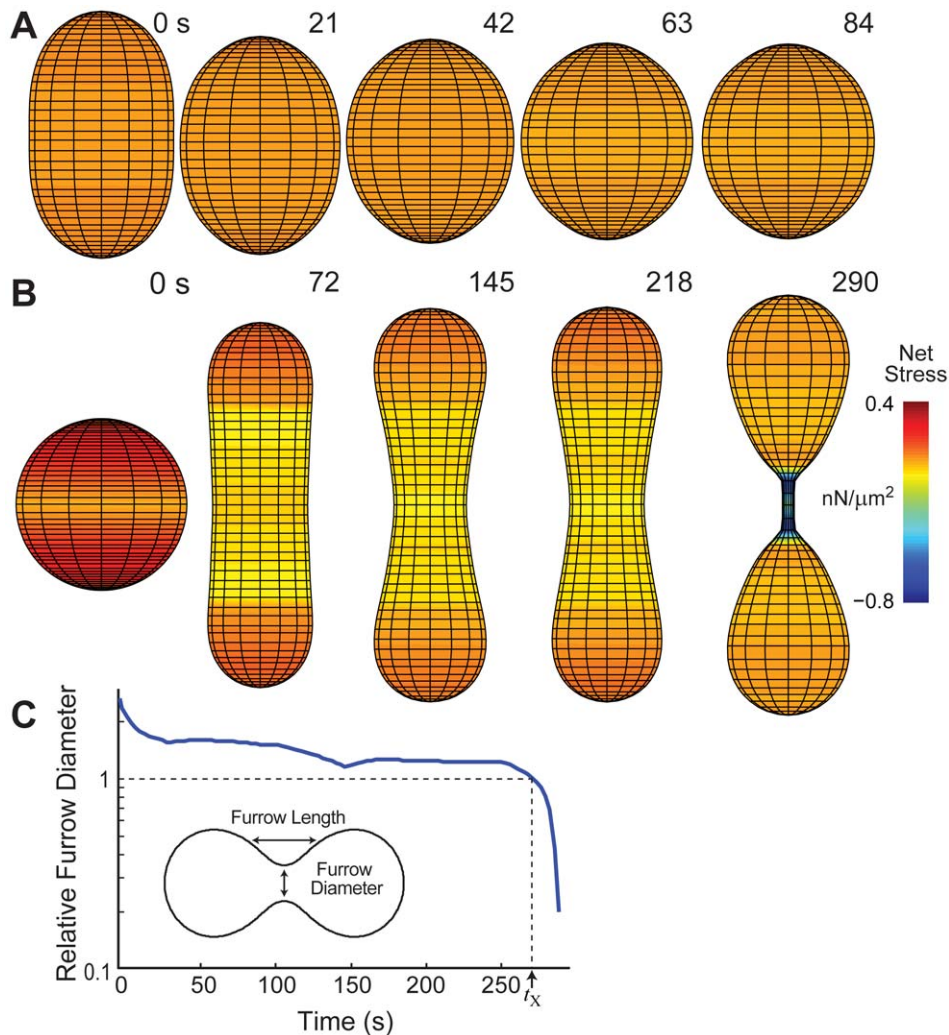 A
0 s 21 42 63 84
B
0 s 72 145 218 290
Net
Stress
0.4
nN/μm²
−0.8
C
Relative Furrow Diameter
1
0.1
Furrow Length
Furrow
Diameter
0 50 100 150 200 250
tX
Time (s)